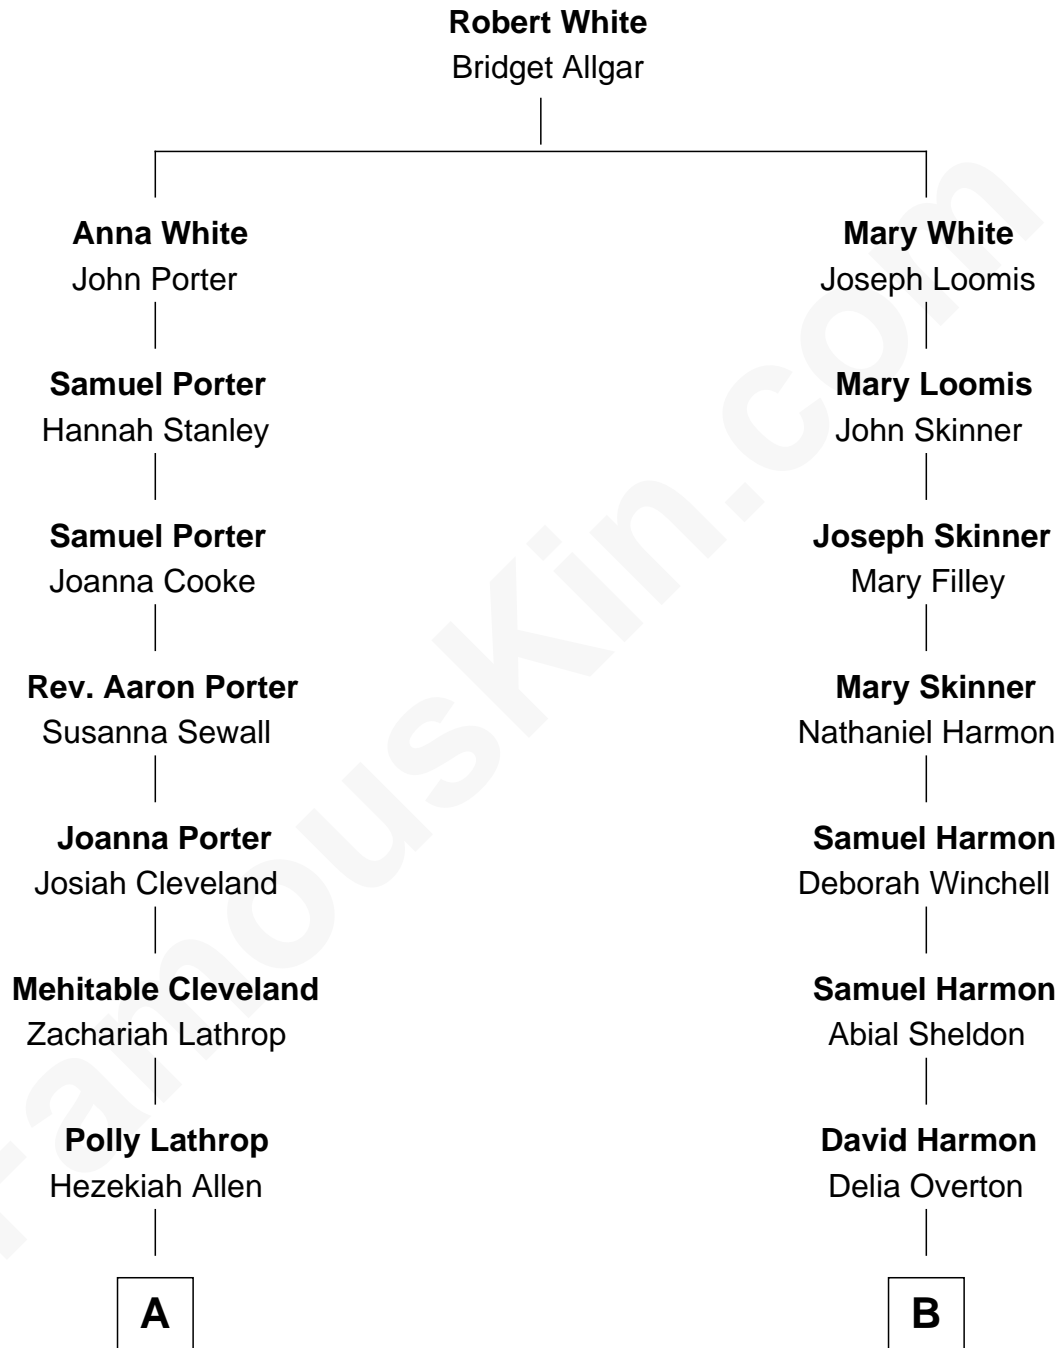 Robert White
Bridget Allgar
Anna White
John Porter
Samuel Porter
Hannah Stanley
Samuel Porter
Joanna Cooke
Rev. Aaron Porter
Susanna Sewall
Joanna Porter
Josiah Cleveland
Mehitable Cleveland
Zachariah Lathrop
Polly Lathrop
Hezekiah Allen
A
Mary White
Joseph Loomis
Mary Loomis
John Skinner
Joseph Skinner
Mary Filley
Mary Skinner
Nathaniel Harmon
Samuel Harmon
Deborah Winchell
Samuel Harmon
Abial Sheldon
David Harmon
Delia Overton
B
FamousKin.com